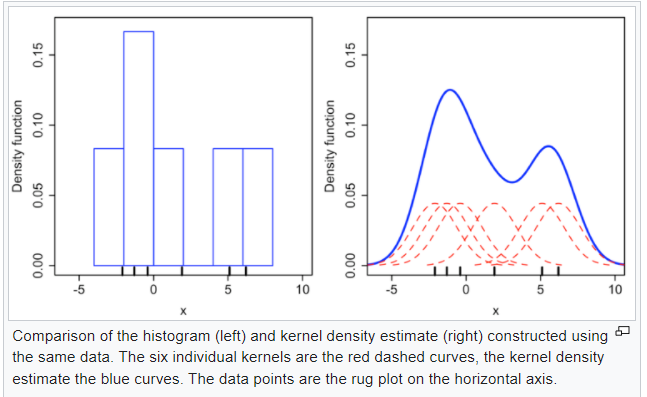 0.15
0.10
0.05
0.00
Density function
-5 0 5 10
x
0.15
0.10
0.05
0.00
Density function
-5 0 5 10
x
Comparison of the histogram (left) and kernel density estimate (right) constructed using
the same data. The six individual kernels are the red dashed curves, the kernel density
estimate the blue curves. The data points are the rug plot on the horizontal axis.